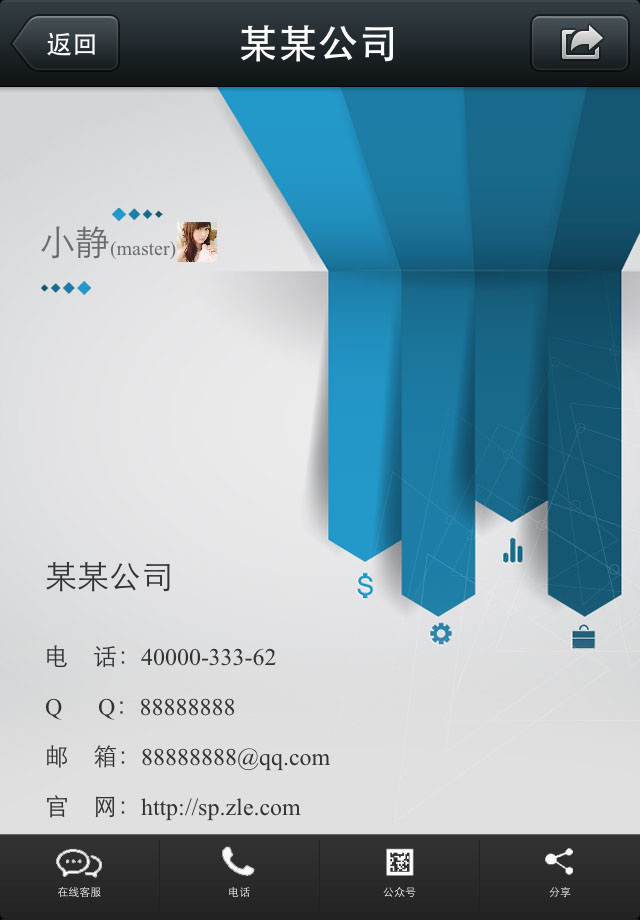 返回
某某公司
小静(master)
$
某某公司
电 话：40000-333-62
Q Q：88888888
邮 箱：88888888@qq.com
官 网：http://sp.zle.com
在线客服
电话
公众号
分享